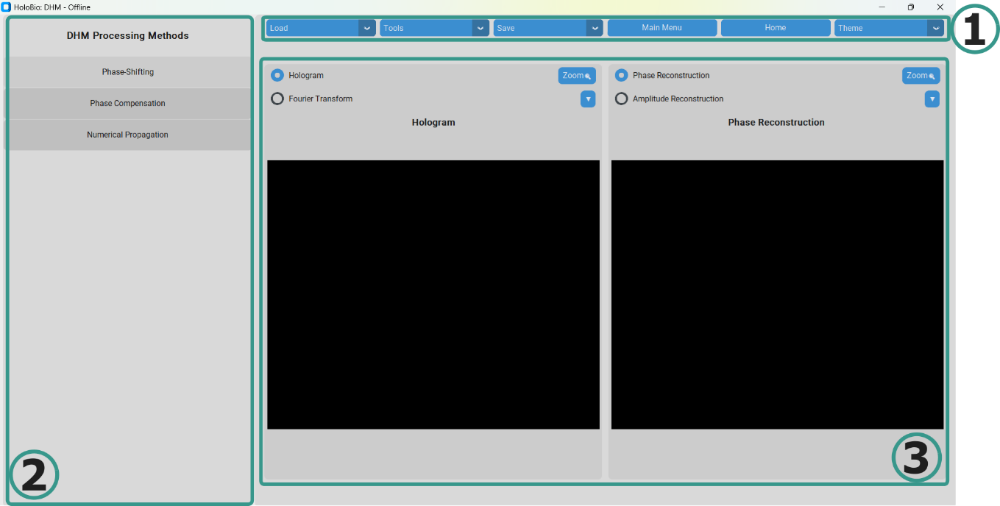 HoloBio: DHM - Offline
Load Tools Save Main Menu Home Theme
1
DHM Processing Methods
Phase-Shifting
Phase Compensation
Numerical Propagation
2
Hologram Zoom
Fourier Transform
Hologram
Phase Reconstruction Zoom
Amplitude Reconstruction
Phase Reconstruction
3